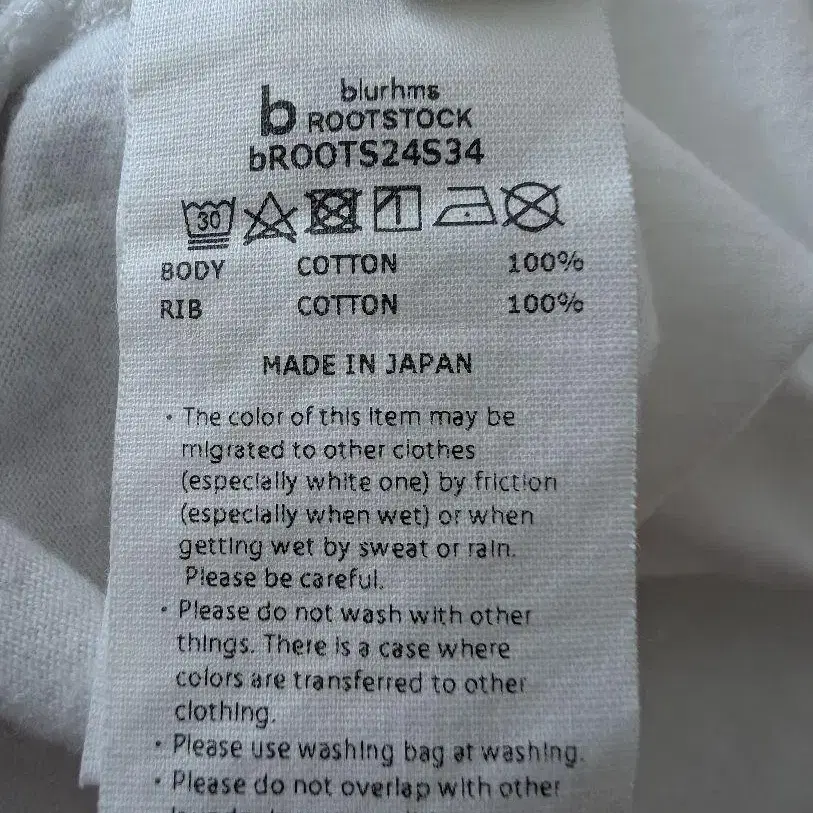 b blurhms
ROOTSTOCK
bROOTS24S34
30
BODY COTTON 100%
RIB COTTON 100%
MADE IN JAPAN
• The color of this item may be
migrated to other clothes
(especially white one) by friction
(especially when wet) or when
getting wet by sweat or rain.
Please be careful.
• Please do not wash with other
things. There is a case where
colors are transferred to other
clothing.
• Please use washing bag at washing.
• Please do not overlap with other